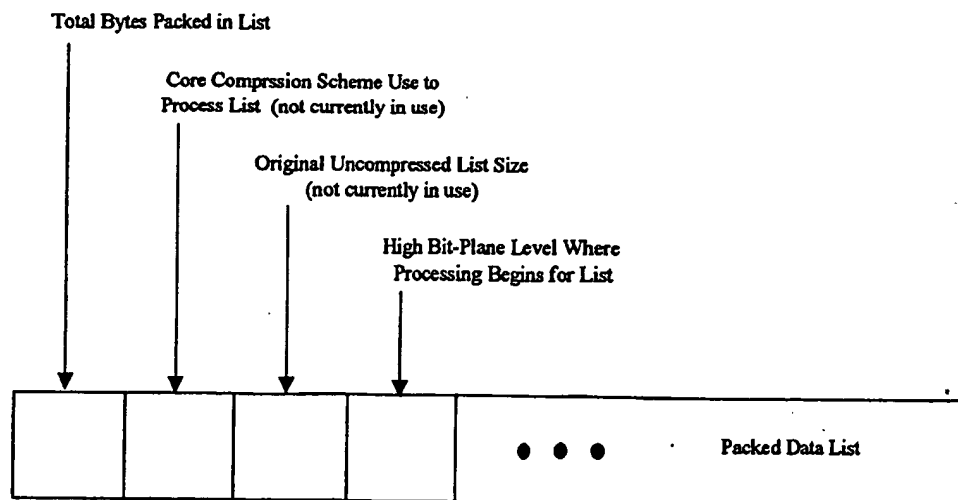 Total Bytes Packed in List
Core Comprssion Scheme Use to
Process List (not currently in use)
Original Uncompressed List Size
(not currently in use)
High Bit-Plane Level Where
Processing Begins for List
Packed Data List